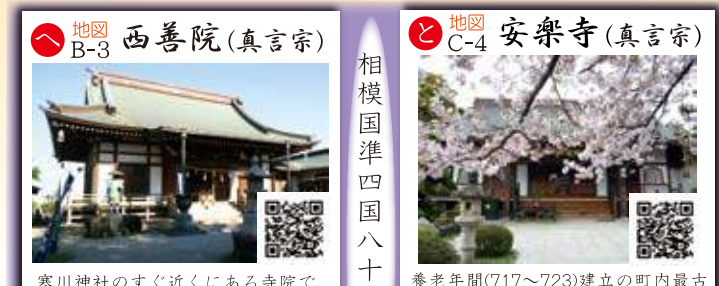 へ 地図 B-3 西善院(真言宗)
寒川神社のすぐ近くにある寺院で、
相模国準四国八十
と 地図 C-4 安楽寺(真言宗)
養老年間(717～723)建立の町内最古